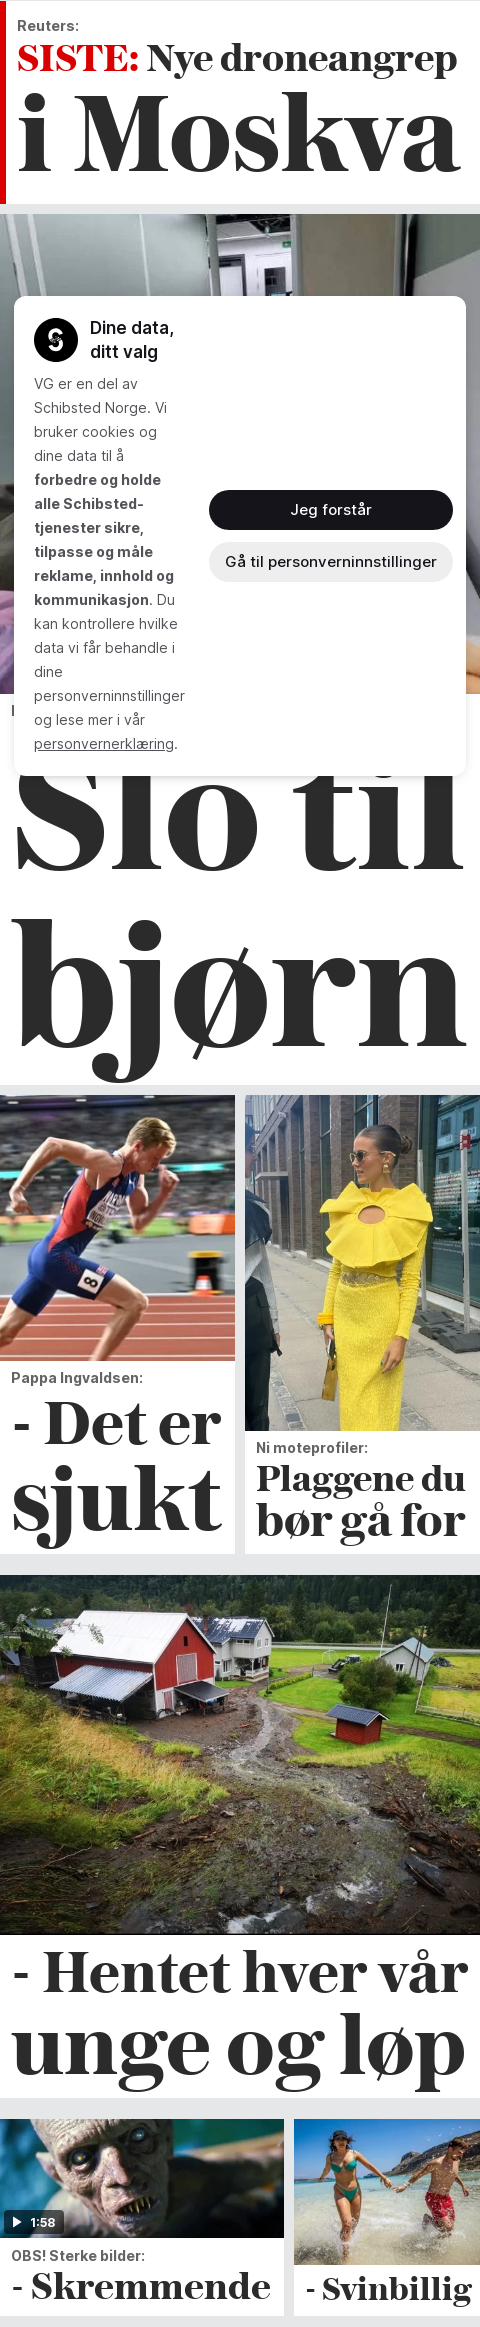 Reuters:
SISTE: Nye droneangrep
i Moskva
Dine data,
ditt valg
VG er en del av
Schibsted Norge. Vi
bruker cookies og
dine data til å
forbedre og holde
alle Schibsted-
tjenester sikre,
tilpasse og måle
reklame, innhold og
kommunikasjon. Du
kan kontrollere hvilke
data vi får behandle i
dine
personverninnstillinger
og lese mer i vår
personvernerklæring.
Jeg forstår
Gå til personverninnstillinger
Slo til
bjørn
8
Pappa Ingvaldsen:
- Det er
sjukt
Ni moteprofiler:
Plaggene du
bør gå for
- Hentet hver vår
unge og løp
1:58
OBS! Sterke bilder:
- Skremmende
- Svinbillig